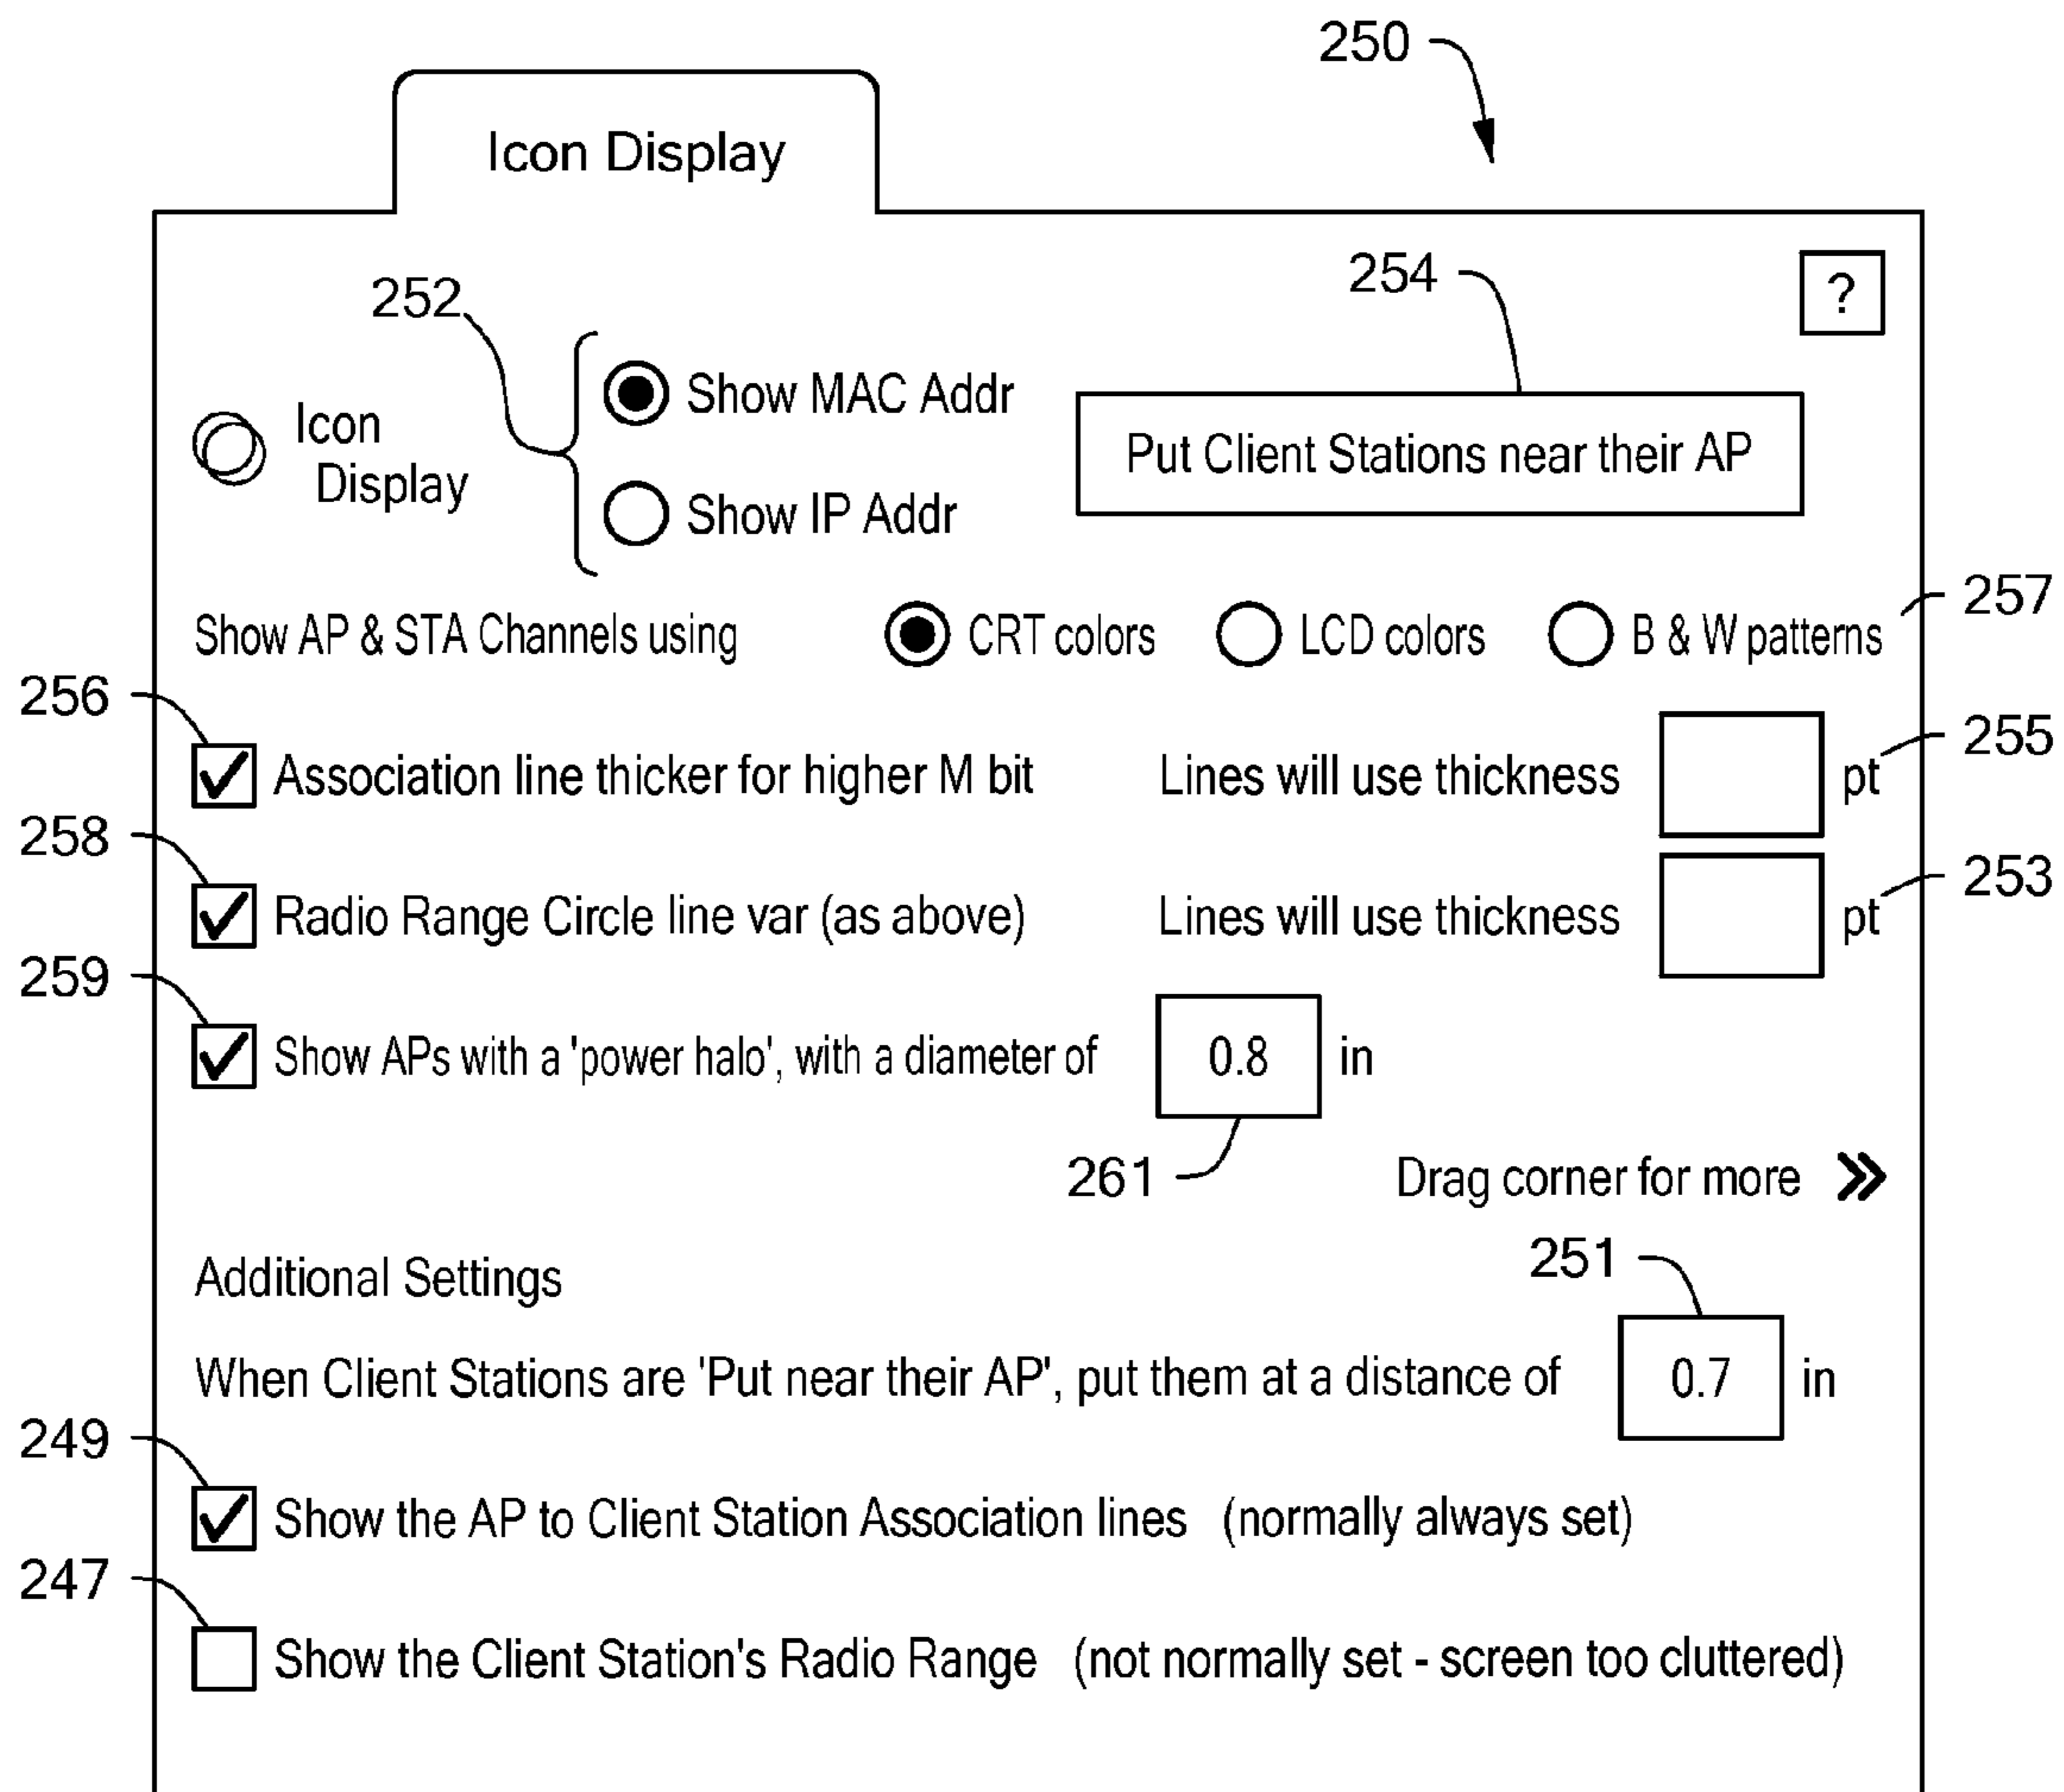 250
Icon Display
254
?
252
Show MAC Addr
Icon
Display
Put Client Stations near their AP
Show IP Addr
257
Show AP & STA Channels using CRT colors LCD colors B & W patterns
256
255
Association line thicker for higher M bit Lines will use thickness pt
258
253
Radio Range Circle line var (as above) Lines will use thickness pt
259
Show APs with a 'power halo', with a diameter of 0.8 in
261
Drag corner for more »
251
Additional Settings
When Client Stations are 'Put near their AP', put them at a distance of 0.7 in
249
Show the AP to Client Station Association lines (normally always set)
247
Show the Client Station's Radio Range (not normally set - screen too cluttered)